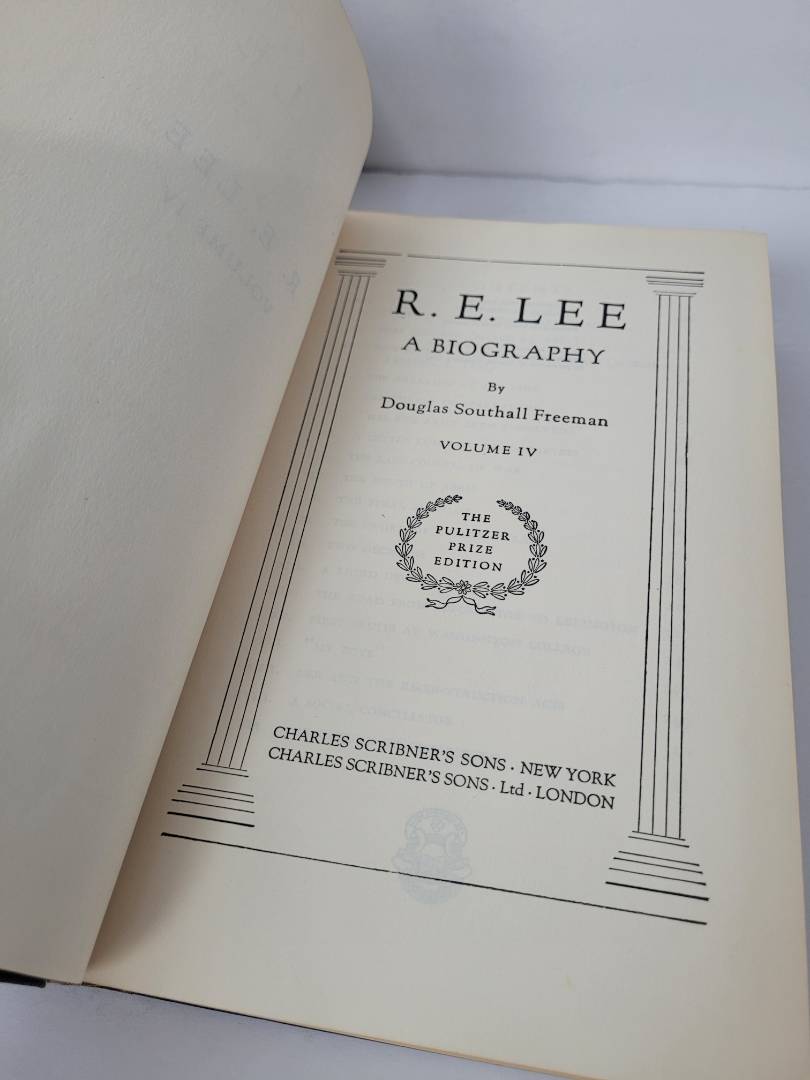 R. E. LEE
A BIOGRAPHY
By
Douglas Southall Freeman
VOLUME IV
THE
PULITZER
PRIZE
EDITION
CHARLES SCRIBNER'S SONS · NEW YORK
CHARLES SCRIBNER'S SONS · Ltd · LONDON